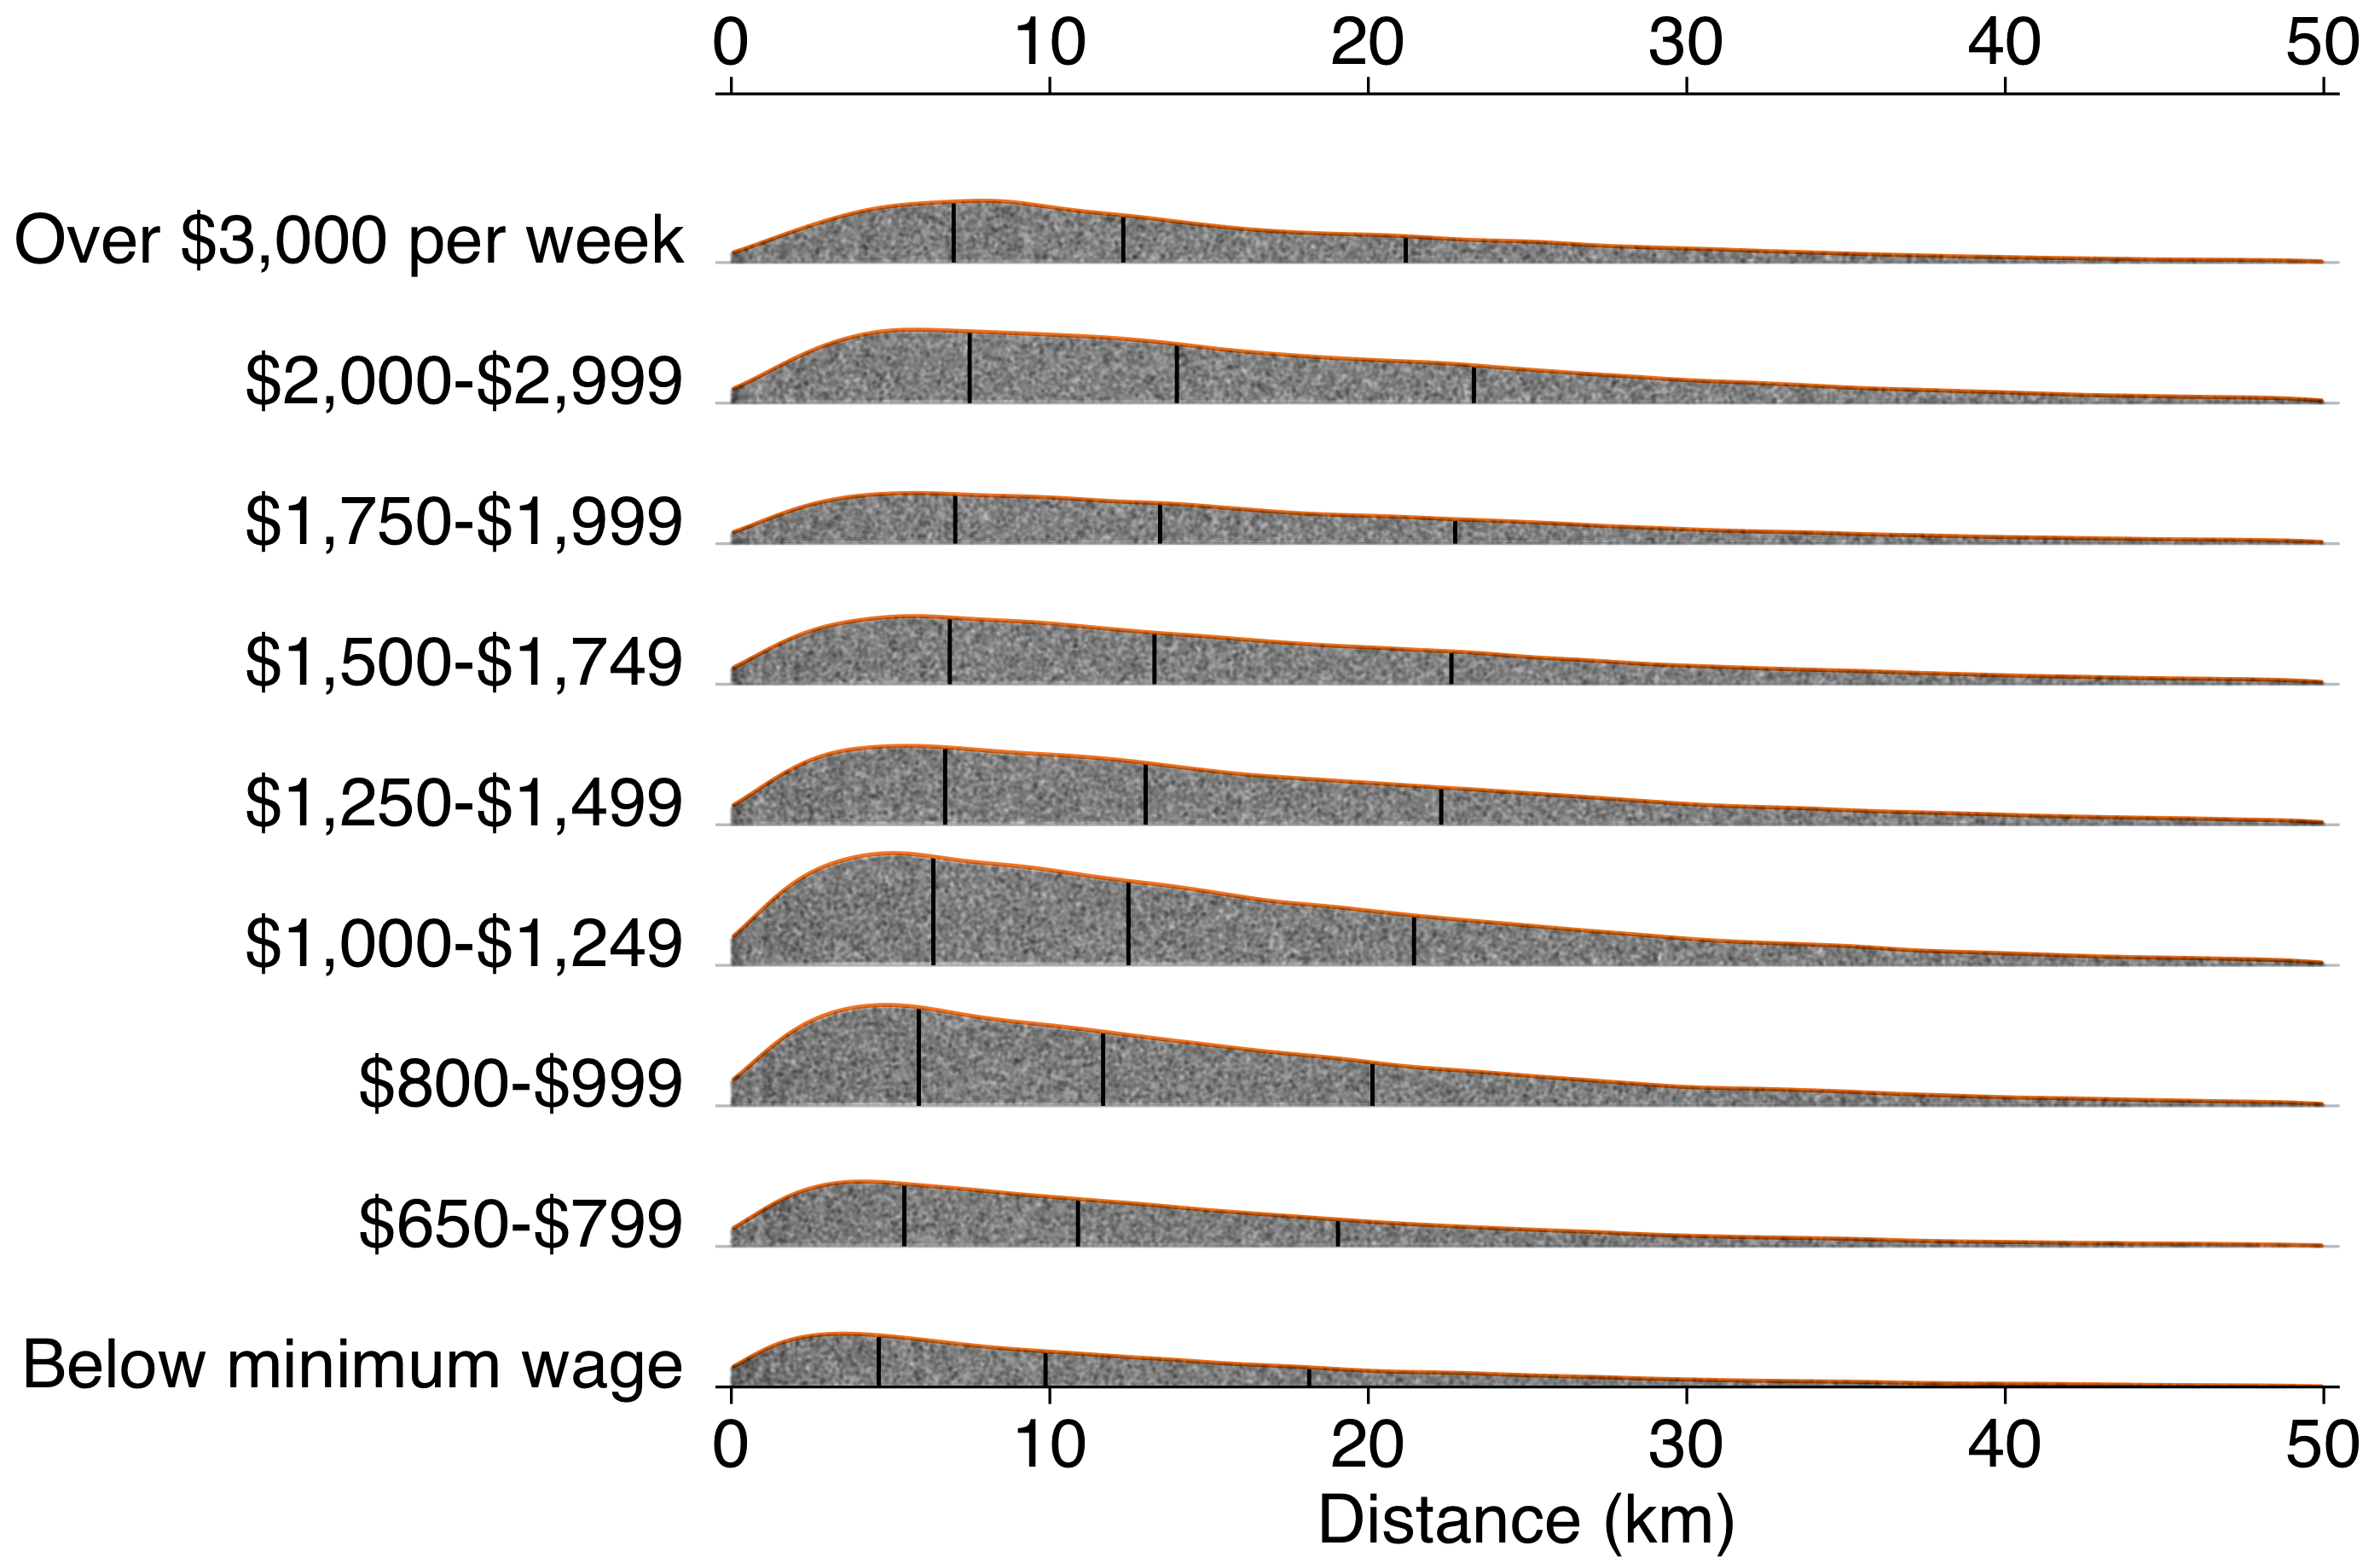 0 10 20 30 40 50
Over $3,000 per week
$2,000-$2,999
$1,750-$1,999
$1,500-$1,749
$1,250-$1,499
$1,000-$1,249
$800-$999
$650-$799
Below minimum wage
0 10 20 30 40 50
Distance (km)